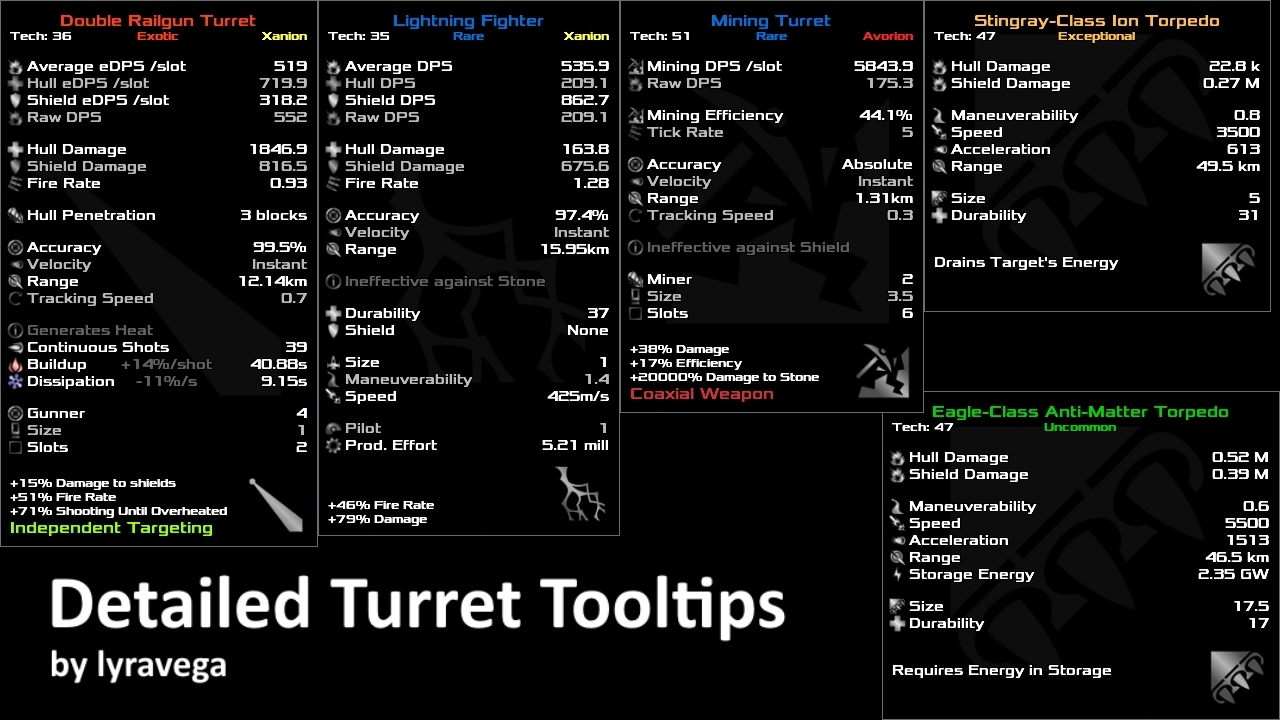 Double Railgun Turret
Tech: 36 Exotic Xanion
Average eDPS /slot 519
Hull eDPS /slot 719.9
Shield eDPS /slot 318.2
Raw DPS 552
Hull Damage 1846.9
Shield Damage 816.5
Fire Rate 0.93
Hull Penetration 3 blocks
Accuracy 99.5%
Velocity Instant
Range 12.14km
Tracking Speed 0.7
Generates Heat
Continuous Shots 39
Buildup +14%/shot 40.88s
Dissipation -11%/s 9.15s
Gunner 4
Size 1
Slots 2
+15% Damage to shields
+51% Fire Rate
+71% Shooting Until Overheated
Independent Targeting
Lightning Fighter
Tech: 35 Rare Xanion
Average DPS 535.9
Hull DPS 209.1
Shield DPS 862.7
Raw DPS 209.1
Hull Damage 163.8
Shield Damage 675.6
Fire Rate 1.28
Accuracy 97.4%
Velocity Instant
Range 15.95km
Ineffective against Stone
Durability 37
Shield None
Size 1
Maneuverability 1.4
Speed 425m/s
Pilot 1
Prod. Effort 5.21 mill
+46% Fire Rate
+79% Damage
Mining Turret
Tech: 51 Rare Avorion
Mining DPS /slot 5843.9
Raw DPS 175.3
Mining Efficiency 44.1%
Tick Rate 5
Accuracy Absolute
Velocity Instant
Range 1.31km
Tracking Speed 0.3
Ineffective against Shield
Miner 2
Size 3.5
Slots 6
+38% Damage
+17% Efficiency
+20000% Damage to Stone
Coaxial Weapon
Stingray-Class Ion Torpedo
Tech: 47 Exceptional
Hull Damage 22.8 k
Shield Damage 0.27 M
Maneuverability 0.8
Speed 3500
Acceleration 613
Range 49.5 km
Size 5
Durability 31
Drains Target's Energy
Eagle-Class Anti-Matter Torpedo
Tech: 47 Uncommon
Hull Damage 0.52 M
Shield Damage 0.39 M
Maneuverability 0.6
Speed 5500
Acceleration 1513
Range 46.5 km
Storage Energy 2.35 GW
Size 17.5
Durability 17
Requires Energy in Storage
Detailed Turret Tooltips
by lyravega